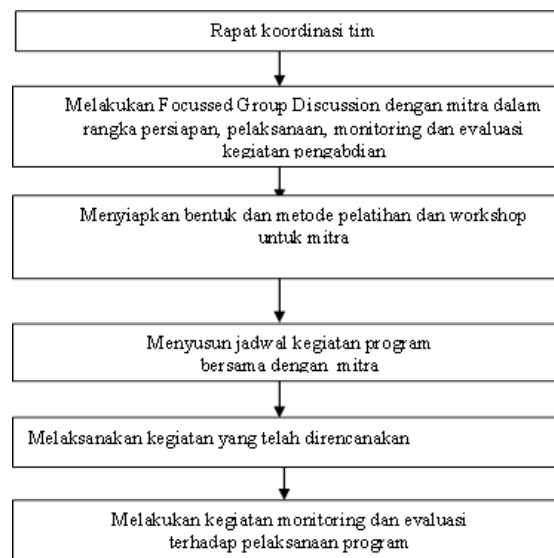 Rapat koordinasi tim
Melakukan Focussed Group Discussion dengan mitra dalam
rangka persiapan, pelaksanaan, monitoring dan evaluasi
kegiatan pengabdian
Menyiapkan bentuk dan metode pelatihan dan workshop
untuk mitra
Menyusun jadwal kegiatan program
bersama dengan mitra
Melaksanakan kegiatan yang telah direncanakan
Melakukan kegiatan monitoring dan evaluasi
terhadap pelaksanaan program